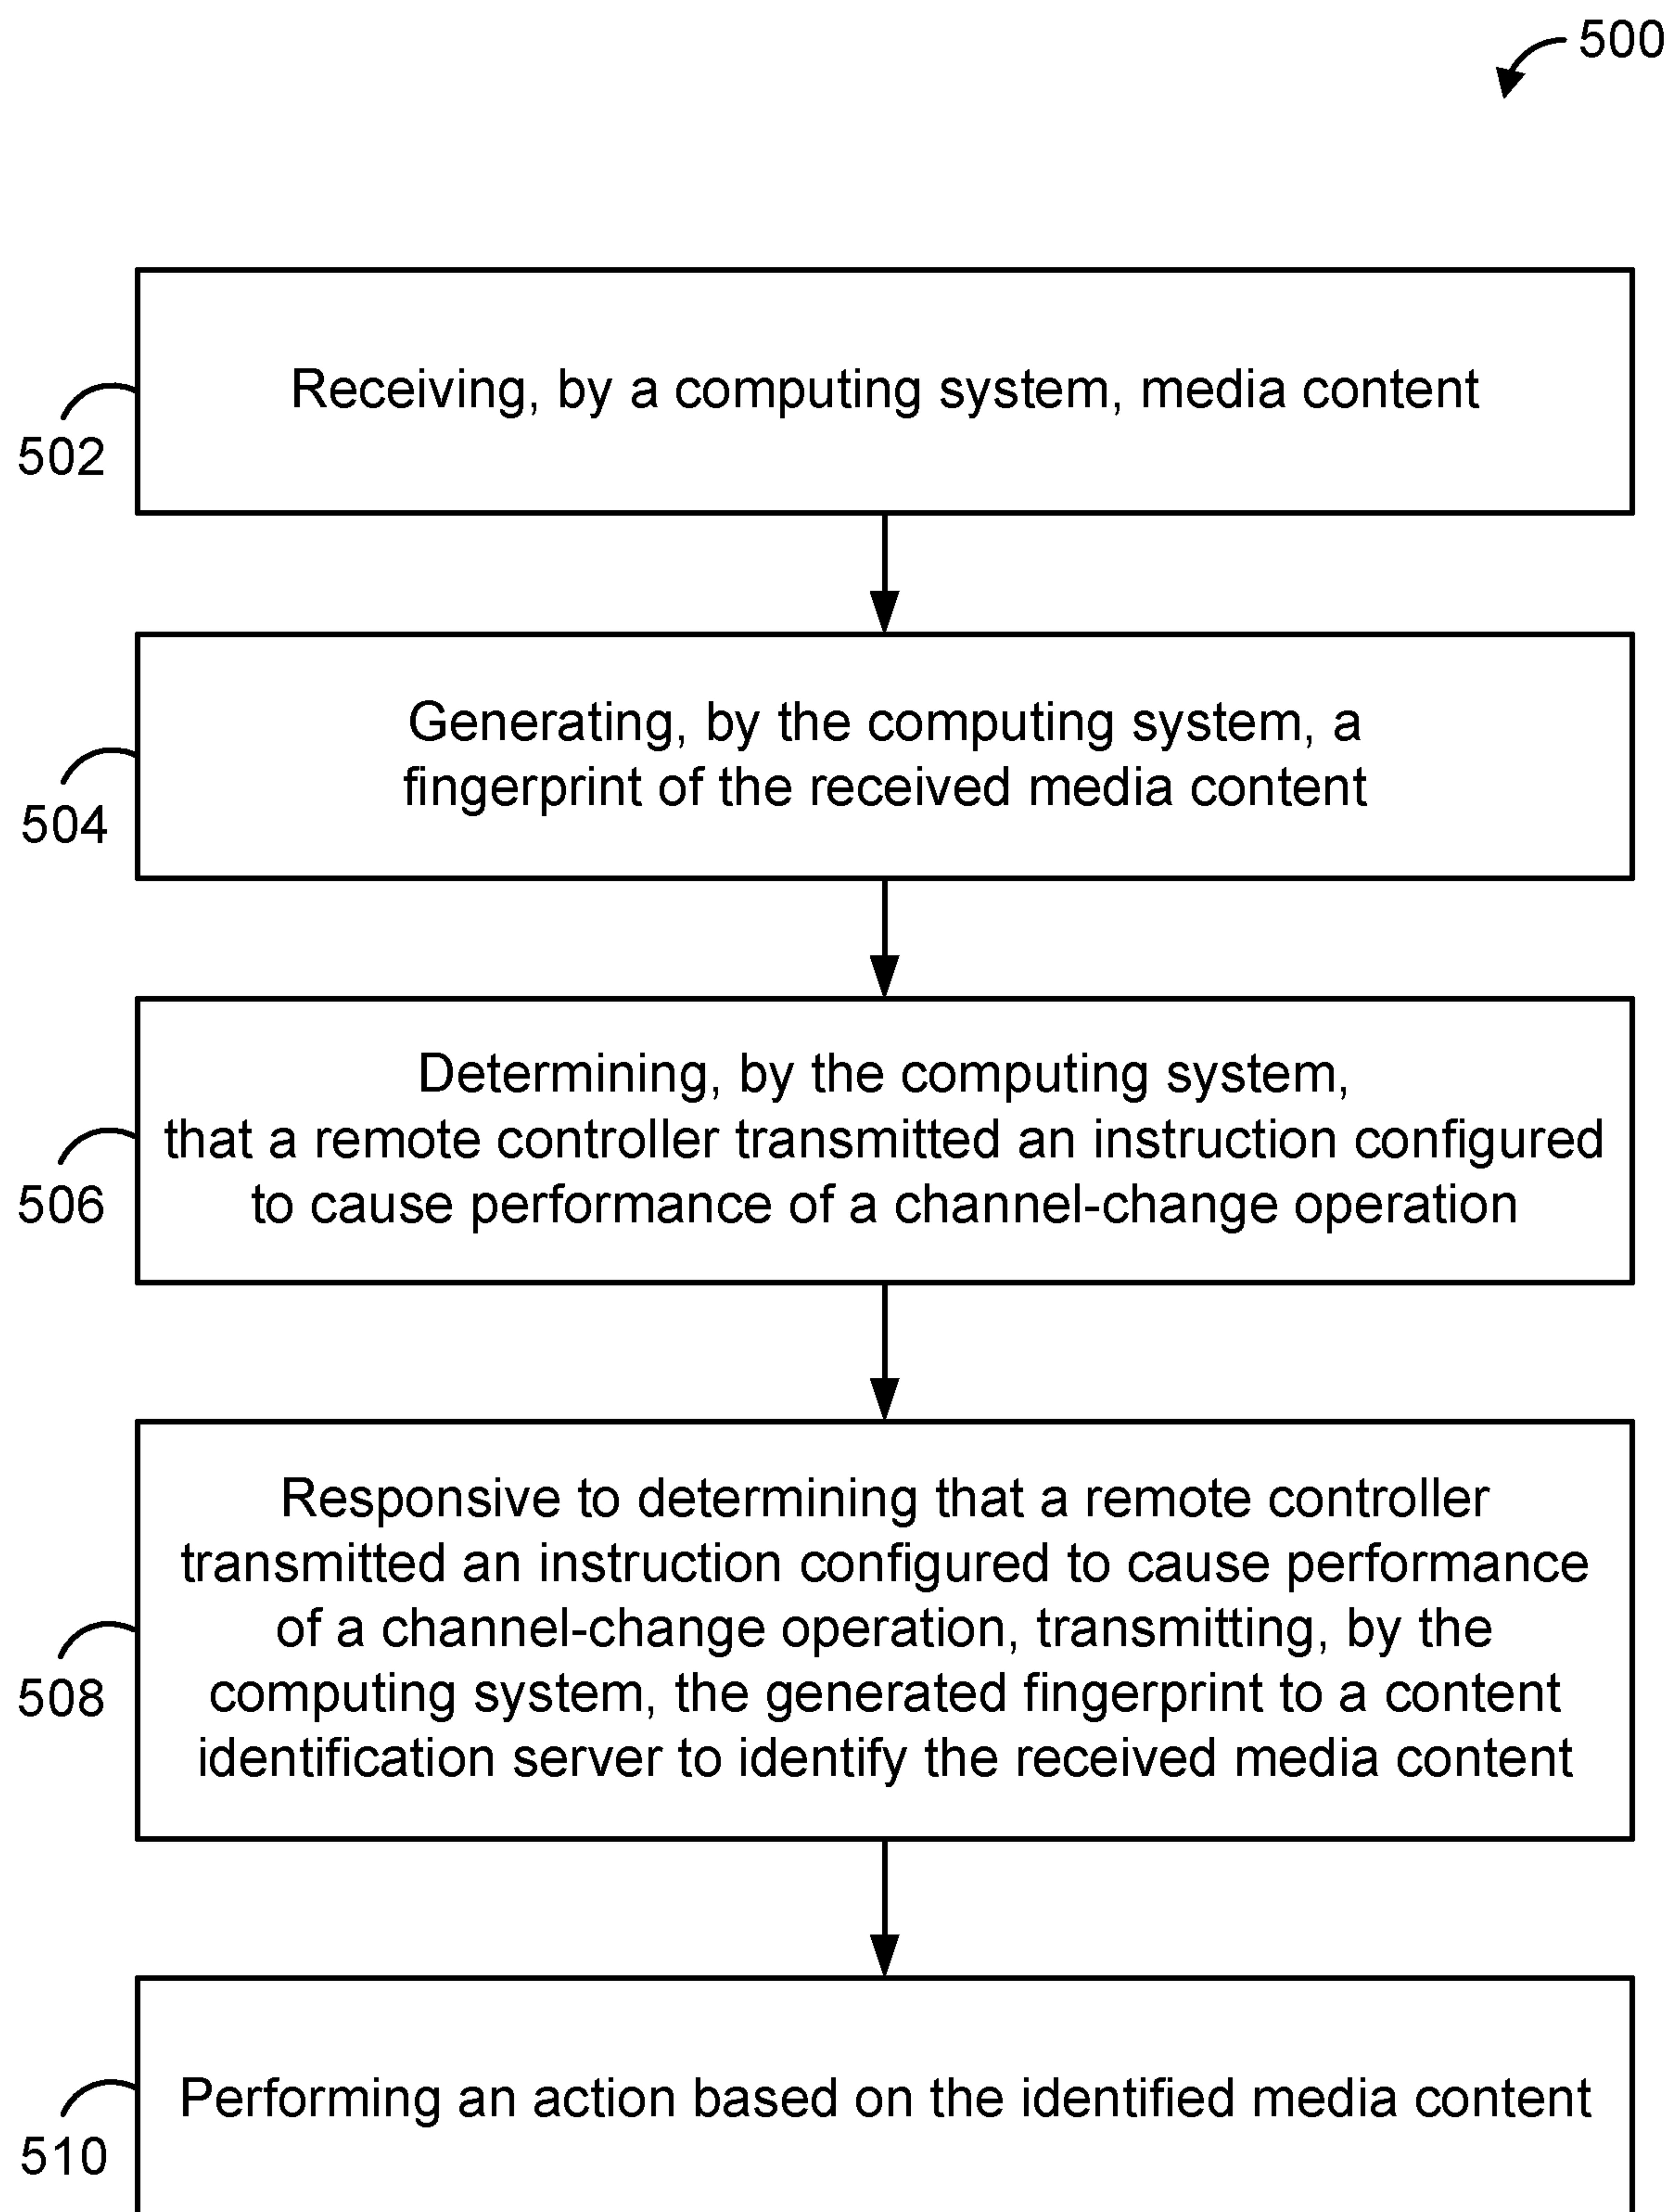 500
Receiving, by a computing system, media content
502
Generating, by the computing system, a
fingerprint of the received media content
504
Determining, by the computing system,
that a remote controller transmitted an instruction configured
to cause performance of a channel-change operation
506
Responsive to determining that a remote controller
transmitted an instruction configured to cause performance
of a channel-change operation, transmitting, by the
computing system, the generated fingerprint to a content
identification server to identify the received media content
508
Performing an action based on the identified media content
510